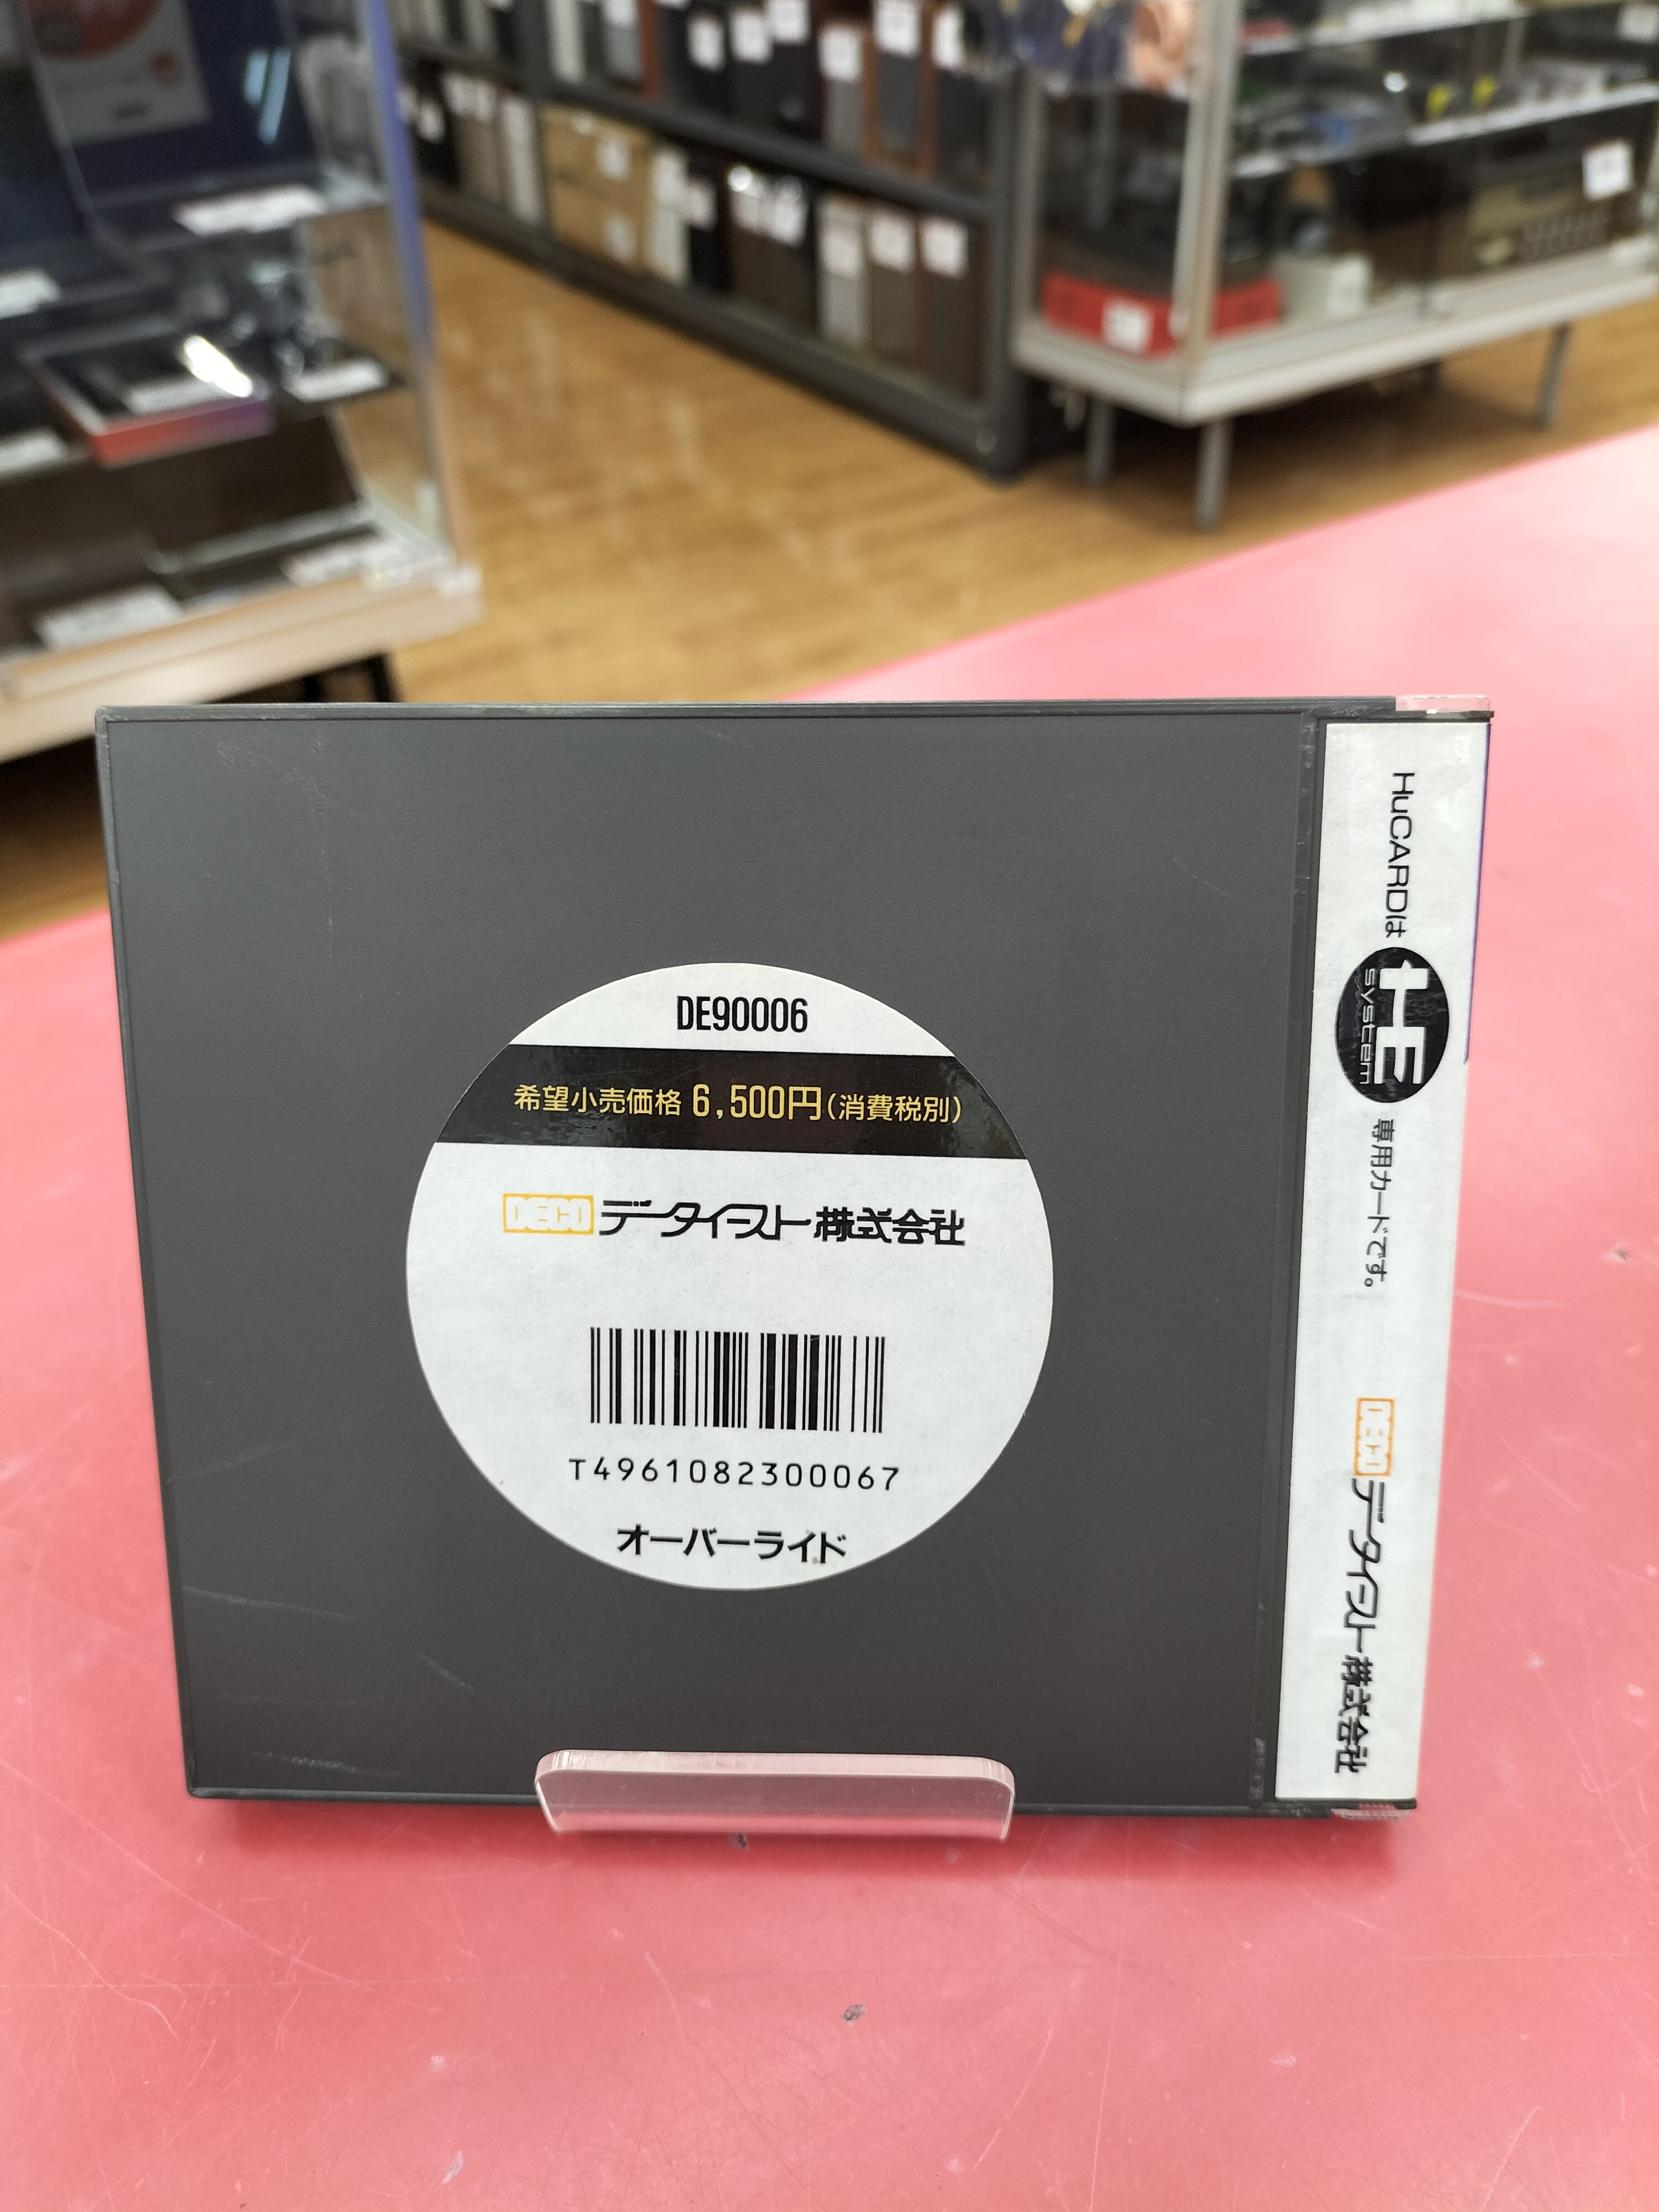 DE90006
希望小売価格 6,500円(消費税別)
DECO データイースト株式会社
T4961082300067
オーバーライド
HuCARDは HE system 専用カードです。 DECO データイースト株式会社